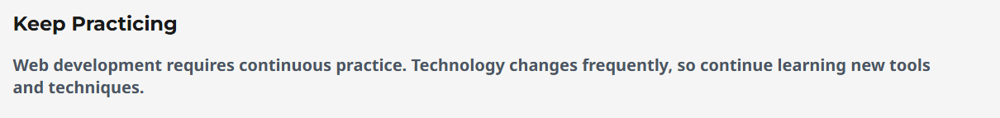 Keep Practicing
Web development requires continuous practice. Technology changes frequently, so continue learning new tools
and techniques.